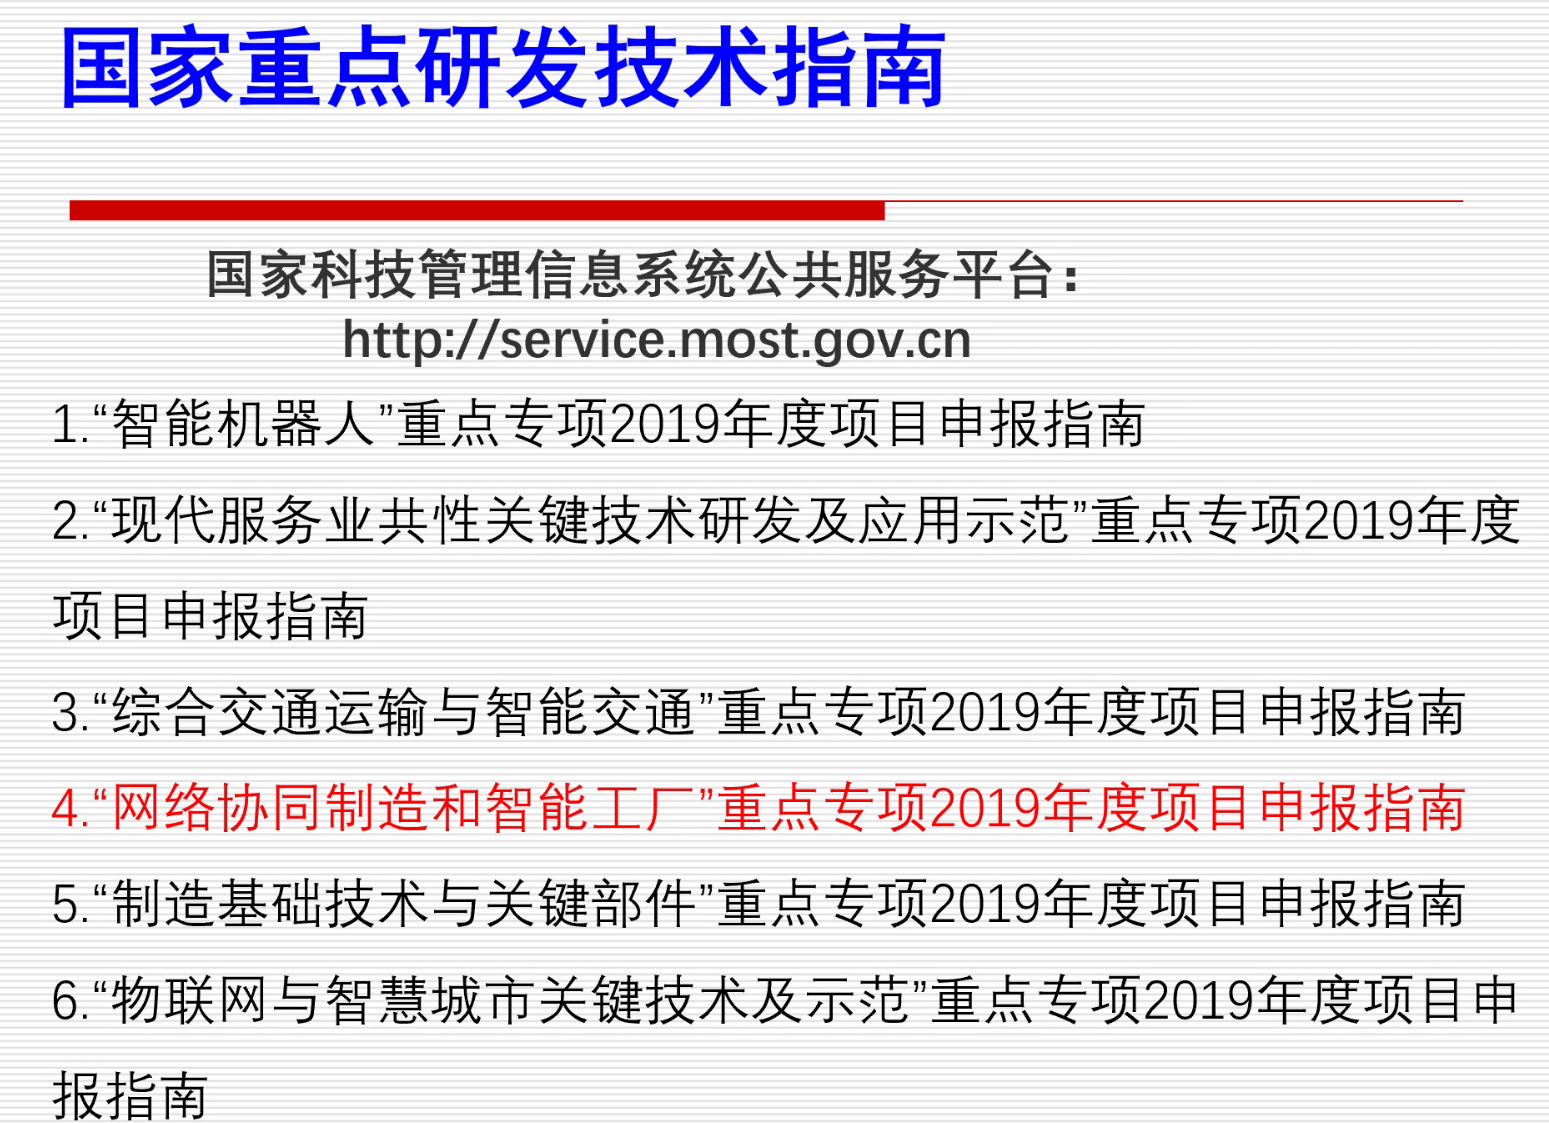 国家重点研发技术指南
国家科技管理信息系统公共服务平台：
http://service.most.gov.cn
1.“智能机器人”重点专项2019年度项目申报指南
2.“现代服务业共性关键技术研发及应用示范”重点专项2019年度
项目申报指南
3.“综合交通运输与智能交通”重点专项2019年度项目申报指南
4.“网络协同制造和智能工厂”重点专项2019年度项目申报指南
5.“制造基础技术与关键部件”重点专项2019年度项目申报指南
6.“物联网与智慧城市关键技术及示范”重点专项2019年度项目申
报指南